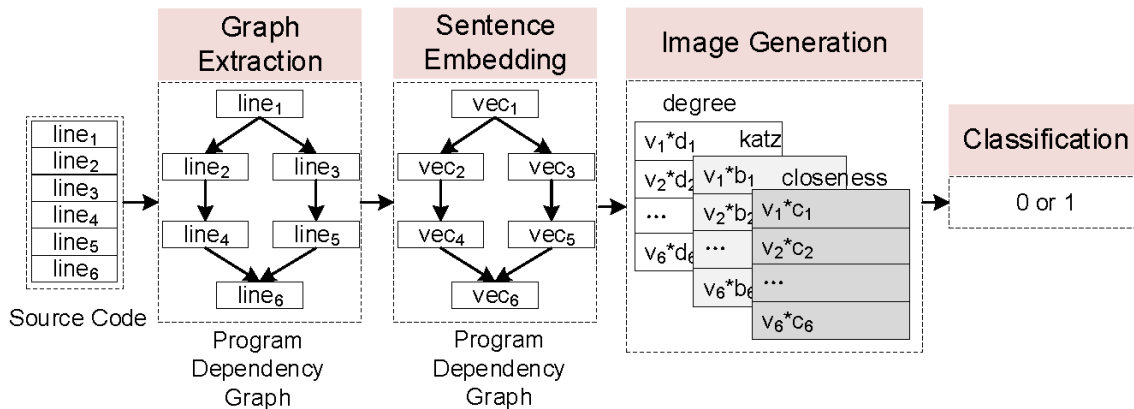 Graph
Extraction
Sentence
Embedding
Image Generation
Classification
line1
line2
line3
line4
line5
line6
Source Code
line1
line2
line3
line4
line5
line6
Program
Dependency
Graph
vec1
vec2
vec3
vec4
vec5
vec6
Program
Dependency
Graph
degree
v1*d1
v2*d2
...
v6*d6
katz
v1*b1
v2*b2
...
v6*b6
closeness
v1*c1
v2*c2
...
v6*c6
0 or 1